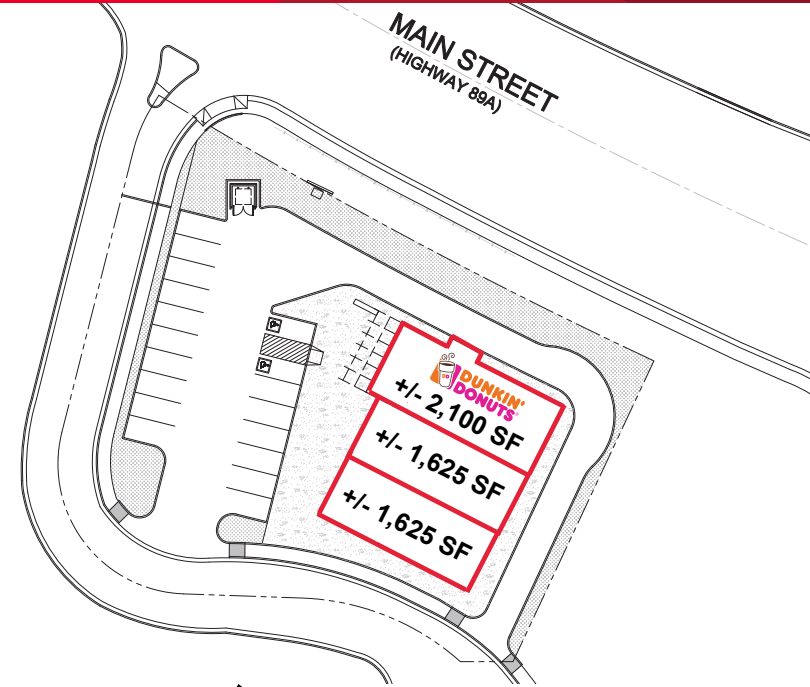 MAIN STREET
(HIGHWAY 89A)
DUNKIN'
DONUTS
+/- 2,100 SF
+/- 1,625 SF
+/- 1,625 SF